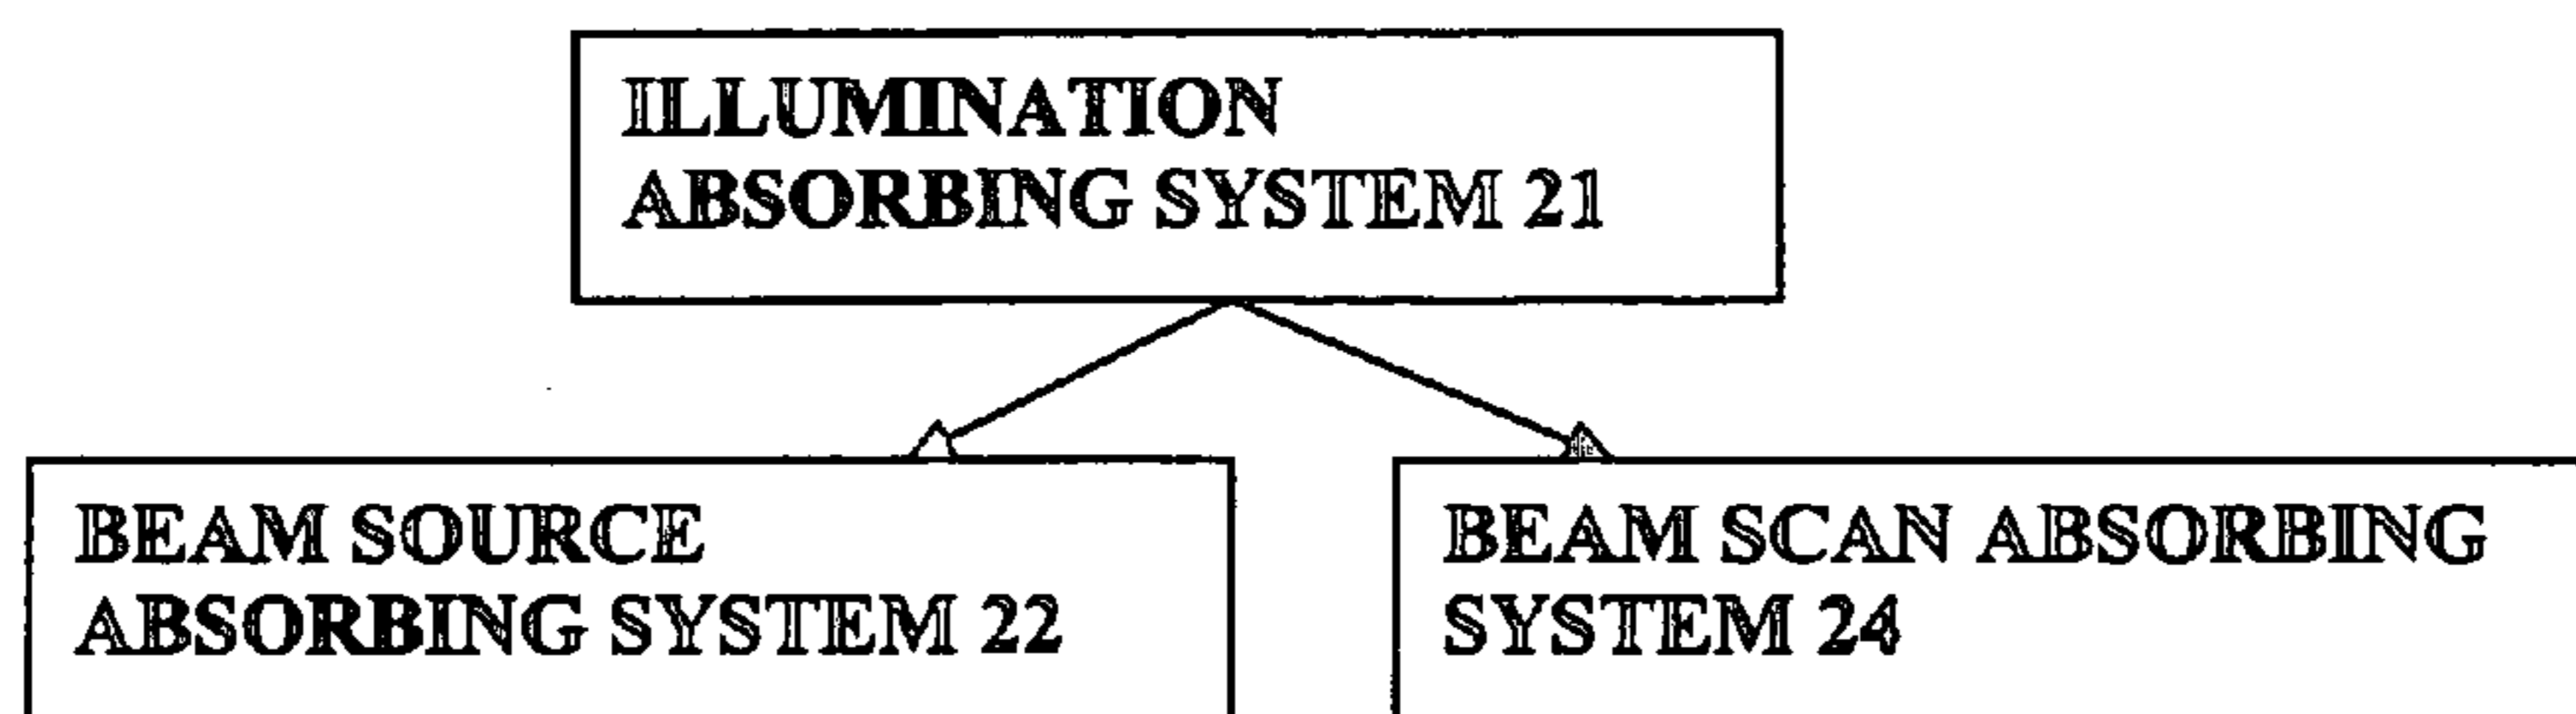 ILLUMINATION
ABSORBING SYSTEM 21
BEAM SOURCE
ABSORBING SYSTEM 22
BEAM SCAN ABSORBING
SYSTEM 24